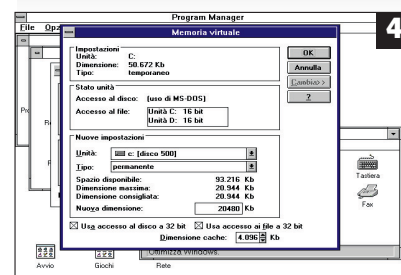 Program Manager
4
File Opz
Memoria virtuale
Impostazioni
Unità: C:
Dimensione: 50.672 Kb
Tipo: temporaneo
OK
Annulla
Cambia>>
?
Stato unità
Accesso al disco: (uso di MS-DOS)
Accesso al file: Unità C: 16 bit
Unità D: 16 bit
Nuove impostazioni
Unità: c: [disco 500]
Tipo: permanente
Spazio disponibile: 93.216 Kb
Dimensione massima: 20.944 Kb
Dimensione consigliata: 20.944 Kb
Nuova dimensione: 20480 Kb
Usa accesso al disco a 32 bit Usa accesso ai file a 32 bit
Dimensione cache: 4.096 Kb
Tastiera
Fax
Ottimizza Windows.
Avvio Giochi Rete